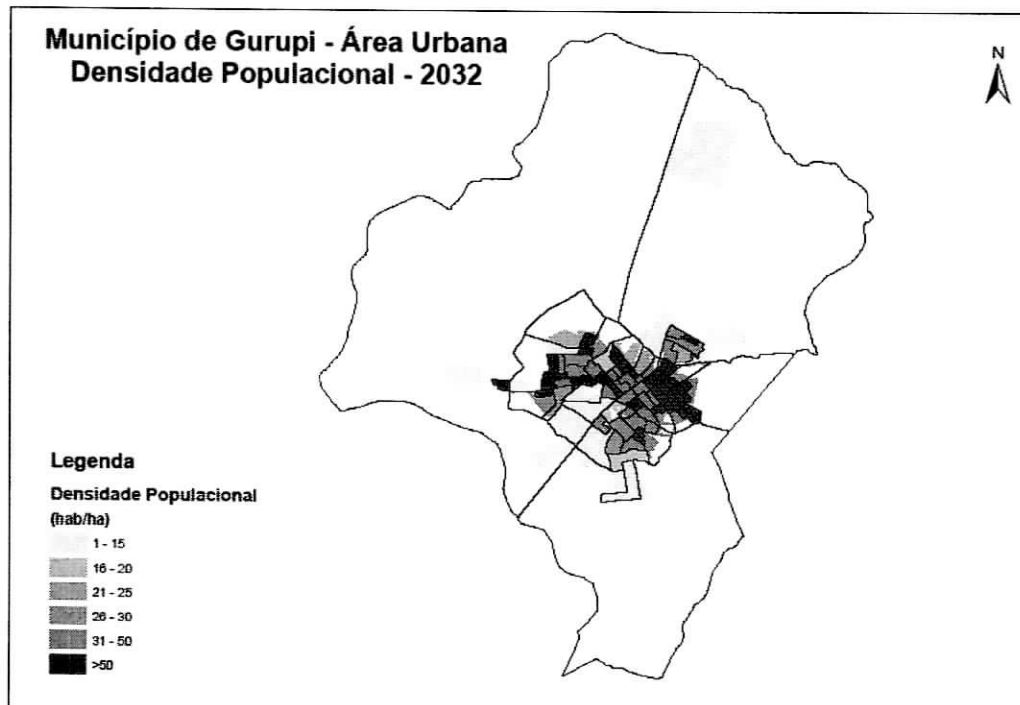 Município de Gurupi - Área Urbana
Densidade Populacional - 2032
N
Legenda
Densidade Populacional
(hab/ha)
1 - 15
16 - 20
21 - 25
26 - 30
31 - 50
>50